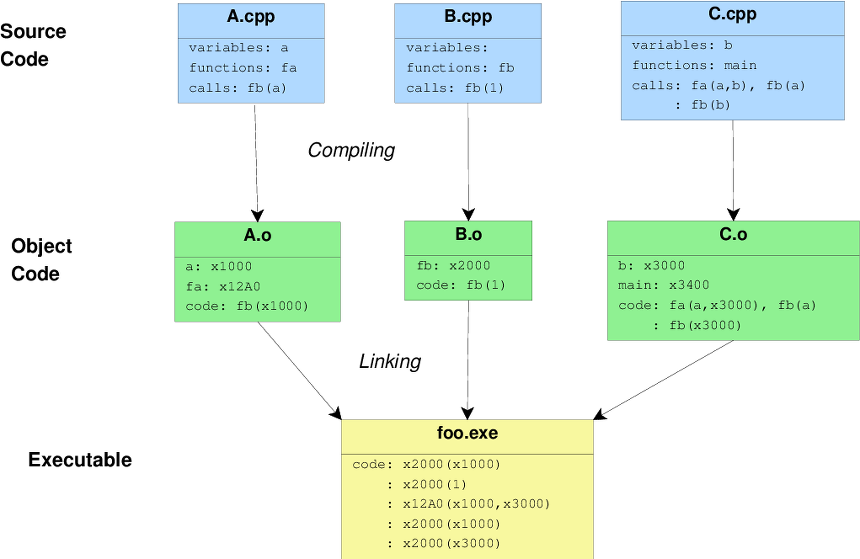 Source
Code
A.cpp
variables: a
functions: fa
calls: fb(a)
B.cpp
variables:
functions: fb
calls: fb(1)
C.cpp
variables: b
functions: main
calls: fa(a,b), fb(a)
: fb(b)
Compiling
Object
Code
A.o
a: x1000
fa: x12A0
code: fb(x1000)
B.o
fb: x2000
code: fb(1)
C.o
b: x3000
main: x3400
code: fa(a,x3000), fb(a)
: fb(x3000)
Linking
Executable
foo.exe
code: x2000(x1000)
: x2000(1)
: x12A0(x1000,x3000)
: x2000(x1000)
: x2000(x3000)